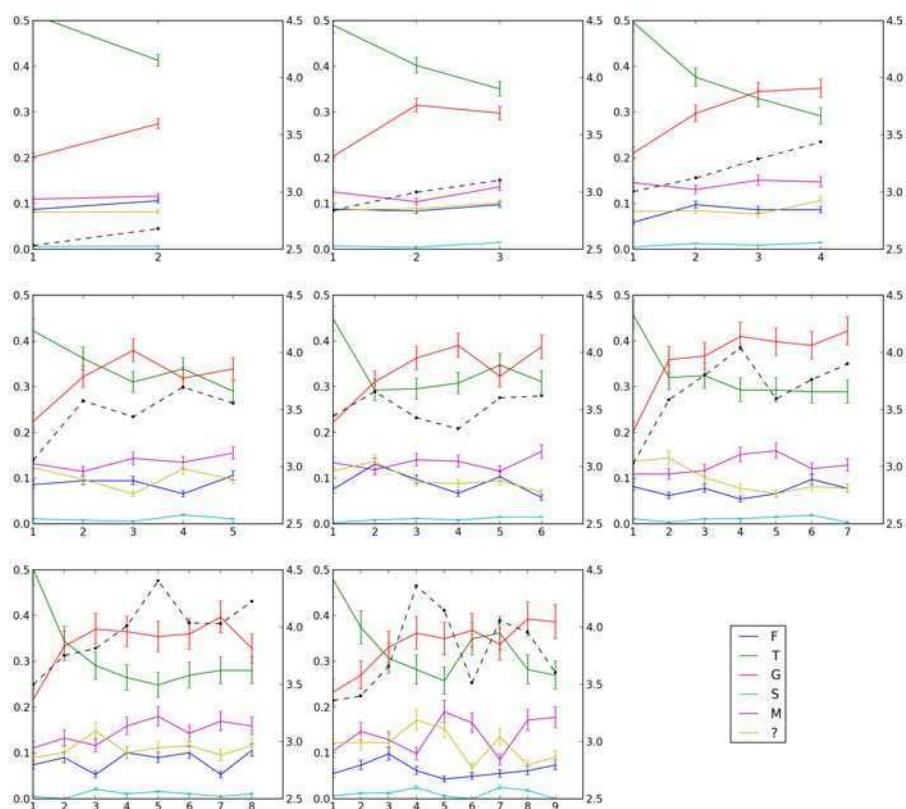 0.5 4.5 0.5 4.5 0.5 4.5
0.4 4.0 0.4 4.0 0.4 4.0
0.3 3.5 0.3 3.5 0.3 3.5
0.2 3.0 0.2 3.0 0.2 3.0
0.1 0.1 0.1
0.0 2.5 0.0 2.5 0.0 2.5
1 2 1 2 3 1 2 3 4
0.5 4.5 0.5 4.5 0.5 4.5
0.4 4.0 0.4 4.0 0.4 4.0
0.3 3.5 0.3 3.5 0.3 3.5
0.2 3.0 0.2 3.0 0.2 3.0
0.1 0.1 0.1
0.0 2.5 0.0 2.5 0.0 2.5
1 2 3 4 5 1 2 3 4 5 6 1 2 3 4 5 6 7
0.5 4.5 0.5 4.5
0.4 4.0 0.4 4.0
0.3 3.5 0.3 3.5
0.2 3.0 0.2 3.0
0.1 0.1
0.0 2.5 0.0 2.5
1 2 3 4 5 6 7 8 1 2 3 4 5 6 7 8 9
F
T
G
S
M
?